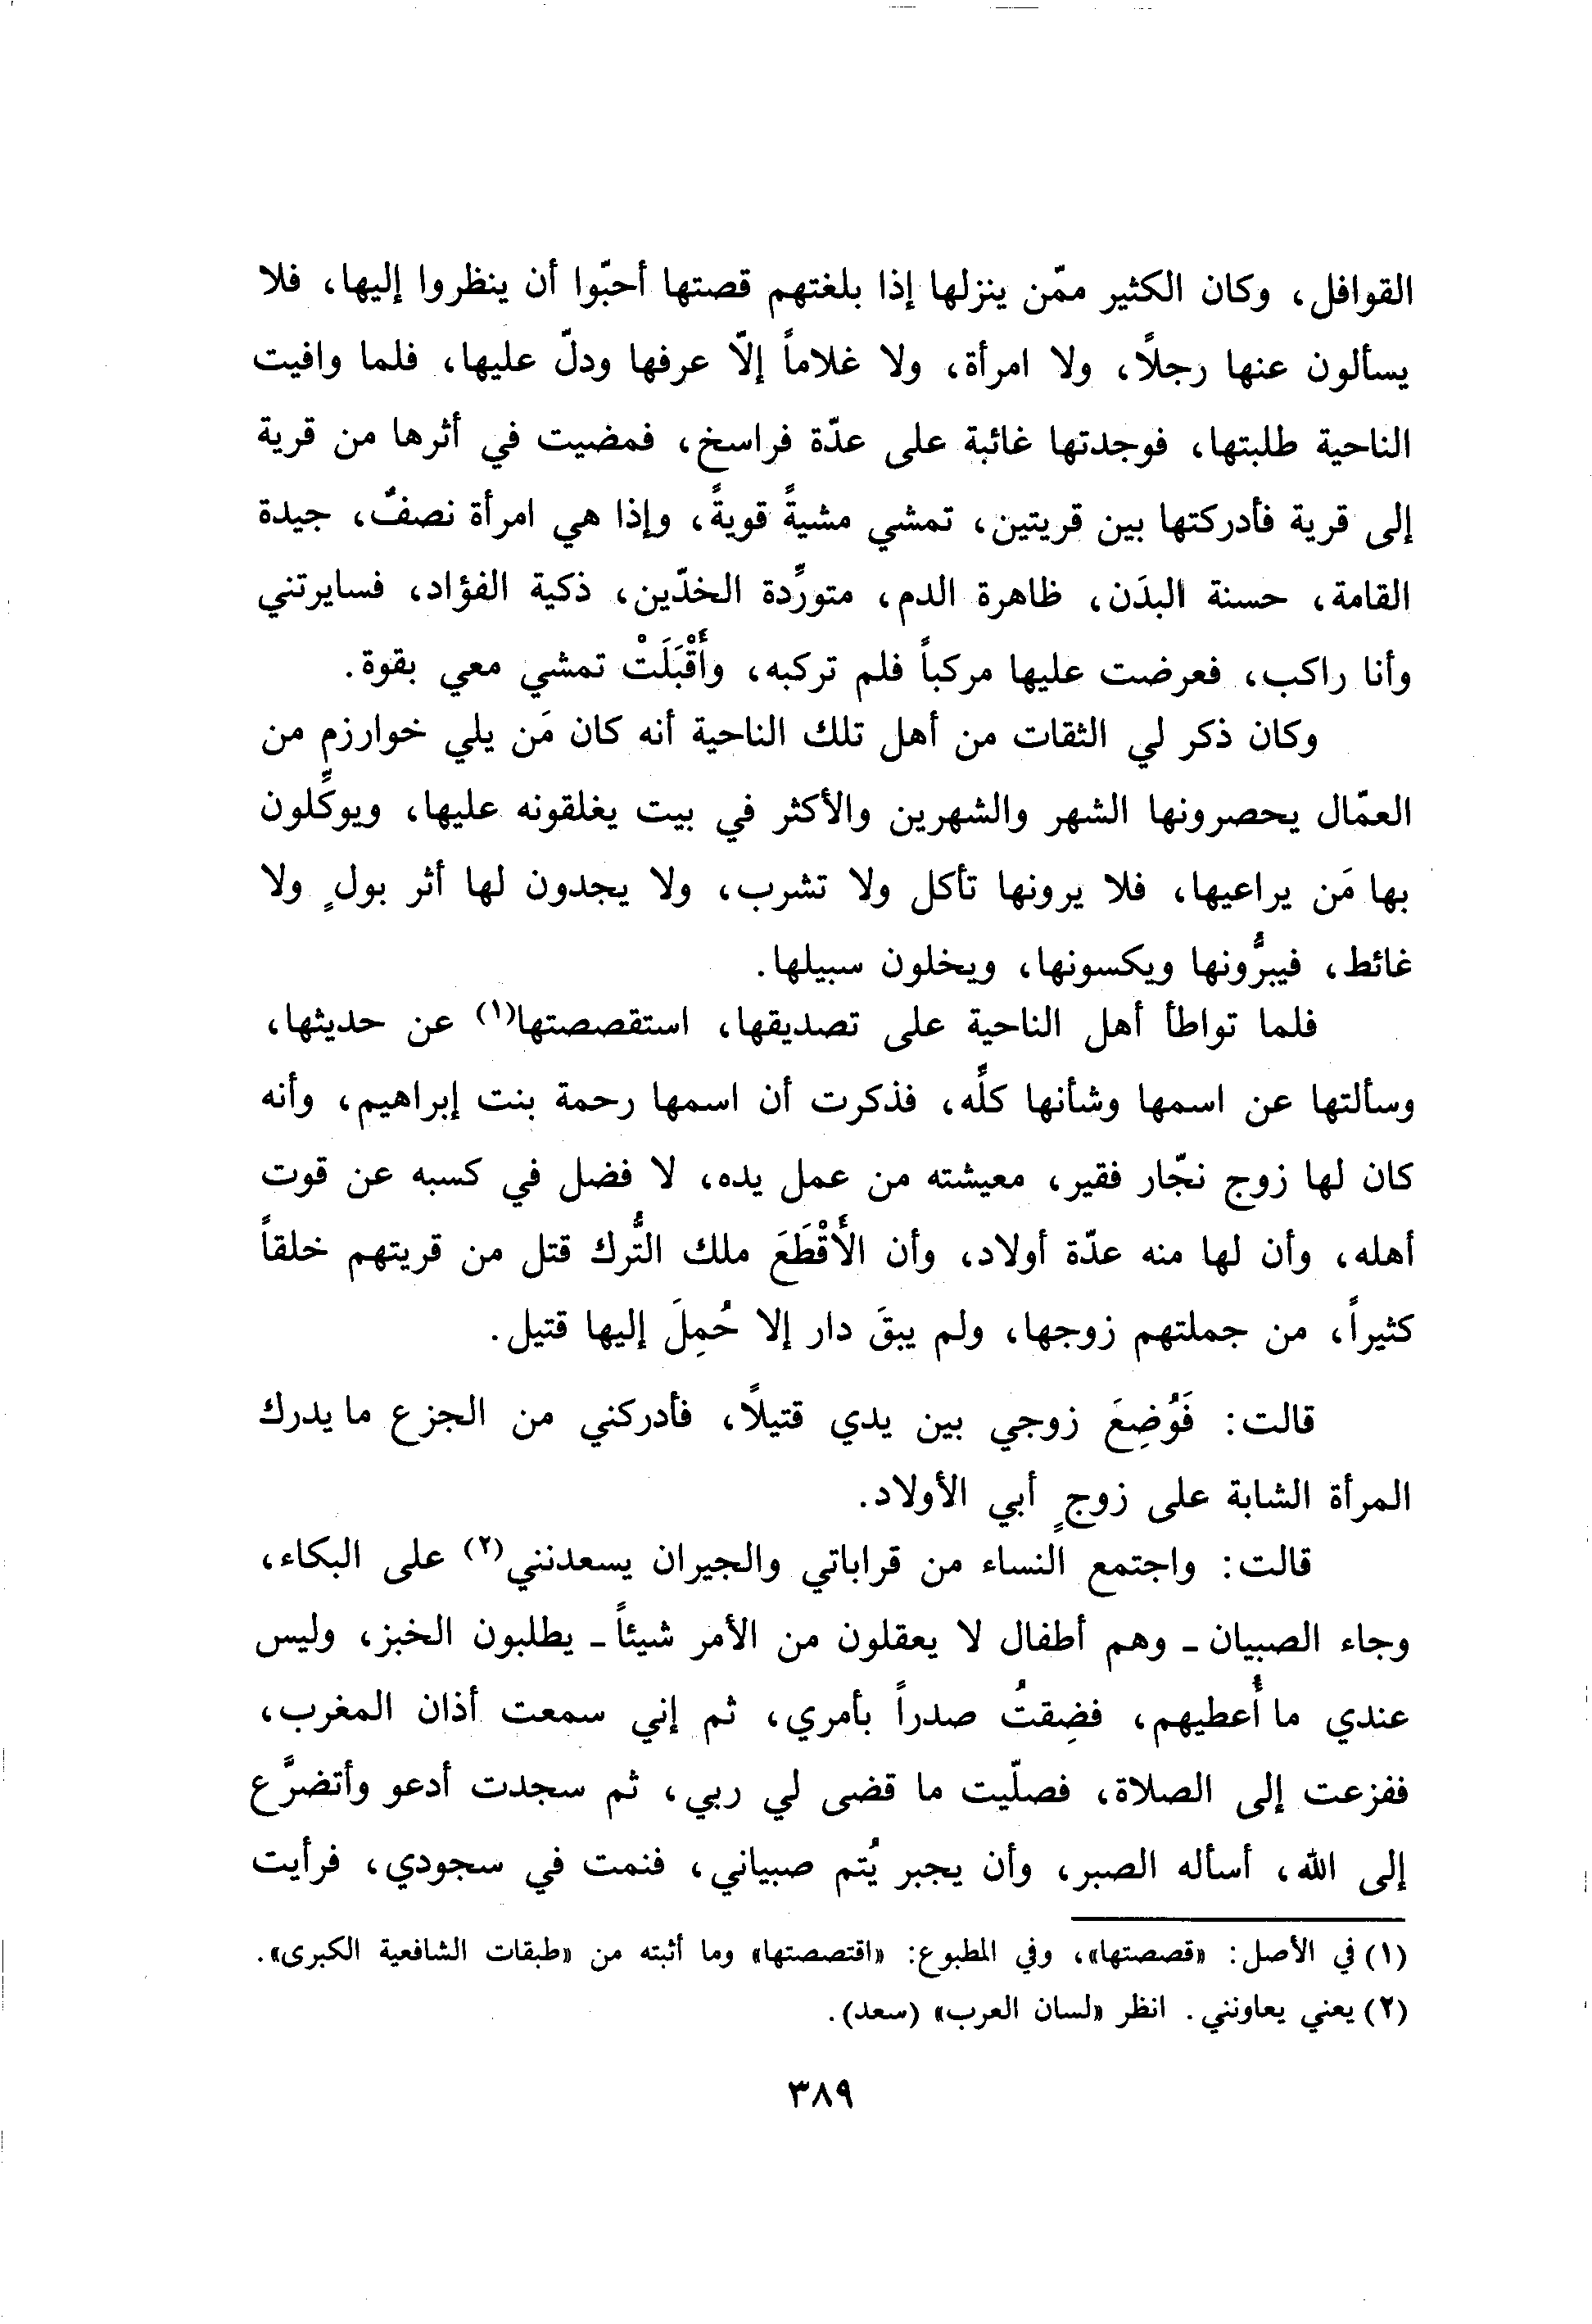 القوافل، وكان الكثير ممّن ينزلها إذا بلغتهم قصتها أحبّوا أن ينظروا إليها، فلا
يسألون عنها رجلاً، ولا امرأة، ولا غلاماً إلاّ عرفها ودلّ عليها، فلما وافيت
الناحية طلبتها، فوجدتها غائبة على عدّة فراسخ، فمضيت في أثرها من قرية
إلى قرية فأدركتها بين قريتين، تمشي مشيةً قويةً، وإذا هي امرأة نصفٌ، جيدة
القامة، حسنة البدَن، ظاهرة الدم، متورِّدة الخدّين، ذكية الفؤاد، فسايرتني
وأنا راكب، فعرضت عليها مركباً فلم تركبه، وأَقْبَلَتْ تمشي معي بقوة.
وكان ذكر لي الثقات من أهل تلك الناحية أنه كان مَن يلي خوارزم من
العمّال يحصرونها الشهر والشهرين والأكثر في بيت يغلقونه عليها، ويوكِّلون
بها مَن يراعيها، فلا يرونها تأكل ولا تشرب، ولا يجدون لها أثر بولٍ ولا
غائط، فيبرُّونها ويكسونها، ويخلون سبيلها.
فلما تواطأ أهل الناحية على تصديقها، استقصصتها(١) عن حديثها،
وسألتها عن اسمها وشأنها كلِّه، فذكرت أن اسمها رحمة بنت إبراهيم، وأنه
كان لها زوج نجّار فقير، معيشته من عمل يده، لا فضل في كسبه عن قوت
أهله، وأن لها منه عدّة أولاد، وأن الأَقْطَعَ ملك التُّرك قتل من قريتهم خلقاً
كثيراً، من جملتهم زوجها، ولم يبقَ دار إلا حُمِلَ إليها قتيل.
قالت: فَوُضِعَ زوجي بين يدي قتيلاً، فأدركني من الجزع ما يدرك
المرأة الشابة على زوجٍ أبي الأولاد.
قالت: واجتمع النساء من قراباتي والجيران يسعدنني(٢) على البكاء،
وجاء الصبيان ـ وهم أطفال لا يعقلون من الأمر شيئاً ـ يطلبون الخبز، وليس
عندي ما أُعطيهم، فضِقتُ صدراً بأمري، ثم إني سمعت أذان المغرب،
ففزعت إلى الصلاة، فصلّيت ما قضى لي ربي، ثم سجدت أدعو وأتضرَّع
إلى الله، أسأله الصبر، وأن يجبر يُتم صبياني، فنمت في سجودي، فرأيت
(١) في الأصل: «قصصتها»، وفي المطبوع: «اقتصصتها» وما أثبته من «طبقات الشافعية الكبرى».
(٢) يعني يعاونني. انظر «لسان العرب» (سعد).
٣٨٩